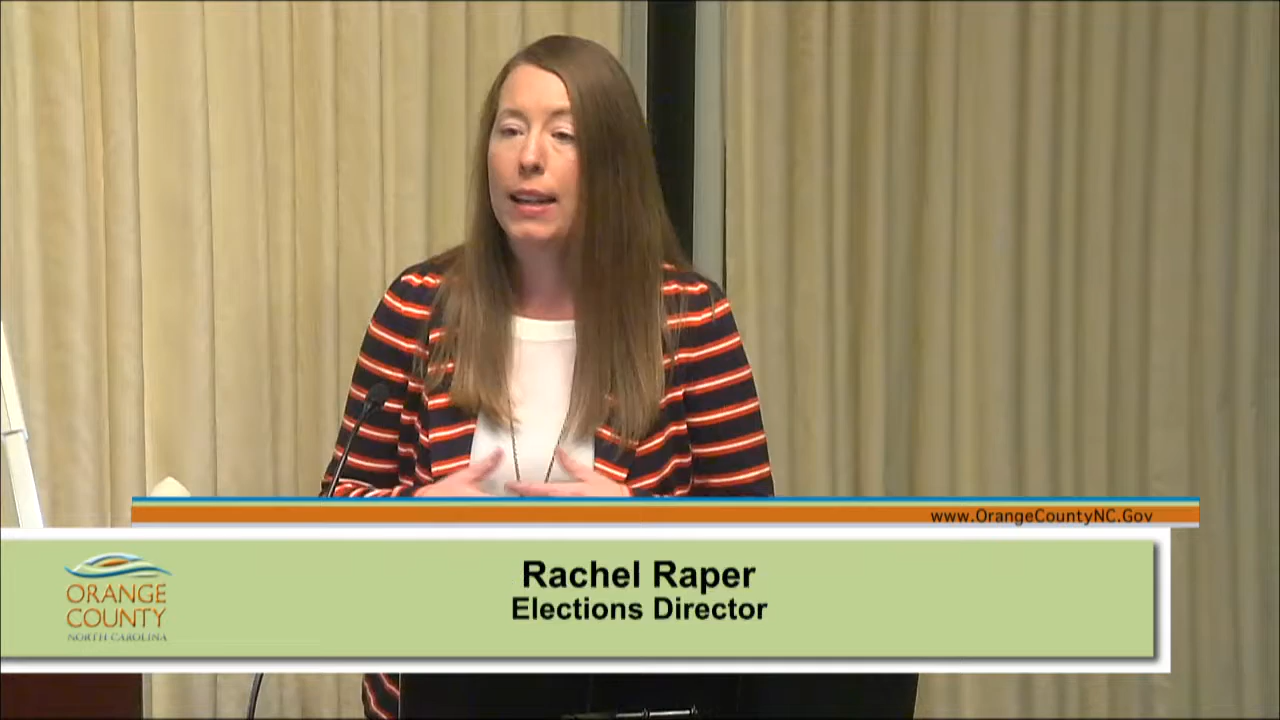 www.OrangeCountyNC.Gov
Rachel Raper
Elections Director
ORANGE
COUNTY
NORTH CAROLINA